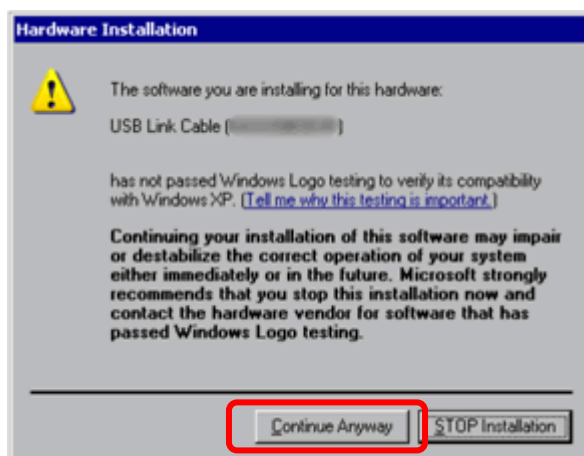 Hardware Installation
The software you are installing for this hardware:
USB Link Cable ( )
has not passed Windows Logo testing to verify its compatibility
with Windows XP. (Tell me why this testing is important.)
Continuing your installation of this software may impair
or destabilize the correct operation of your system
either immediately or in the future. Microsoft strongly
recommends that you stop this installation now and
contact the hardware vendor for software that has
passed Windows Logo testing.
Continue Anyway
STOP Installation